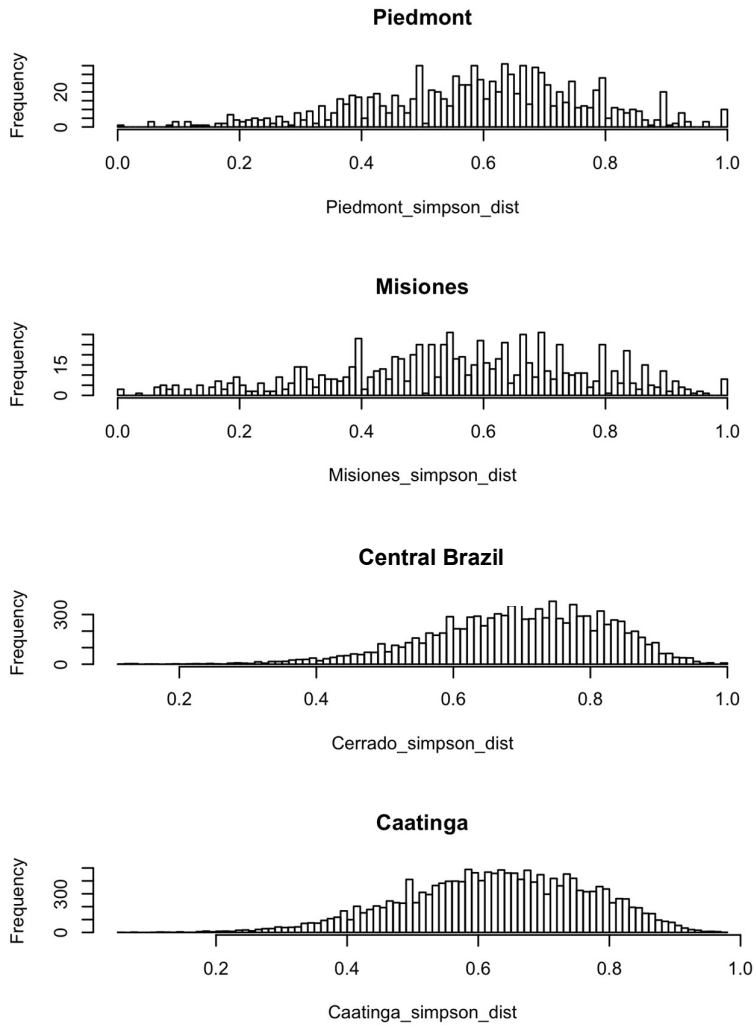 Piedmont
Frequency
0 20
0.0 0.2 0.4 0.6 0.8 1.0
Piedmont_simpson_dist
Misiones
Frequency
0 15
0.0 0.2 0.4 0.6 0.8 1.0
Misiones_simpson_dist
Central Brazil
Frequency
0 300
0.2 0.4 0.6 0.8 1.0
Cerrado_simpson_dist
Caatinga
Frequency
0 300
0.2 0.4 0.6 0.8 1.0
Caatinga_simpson_dist